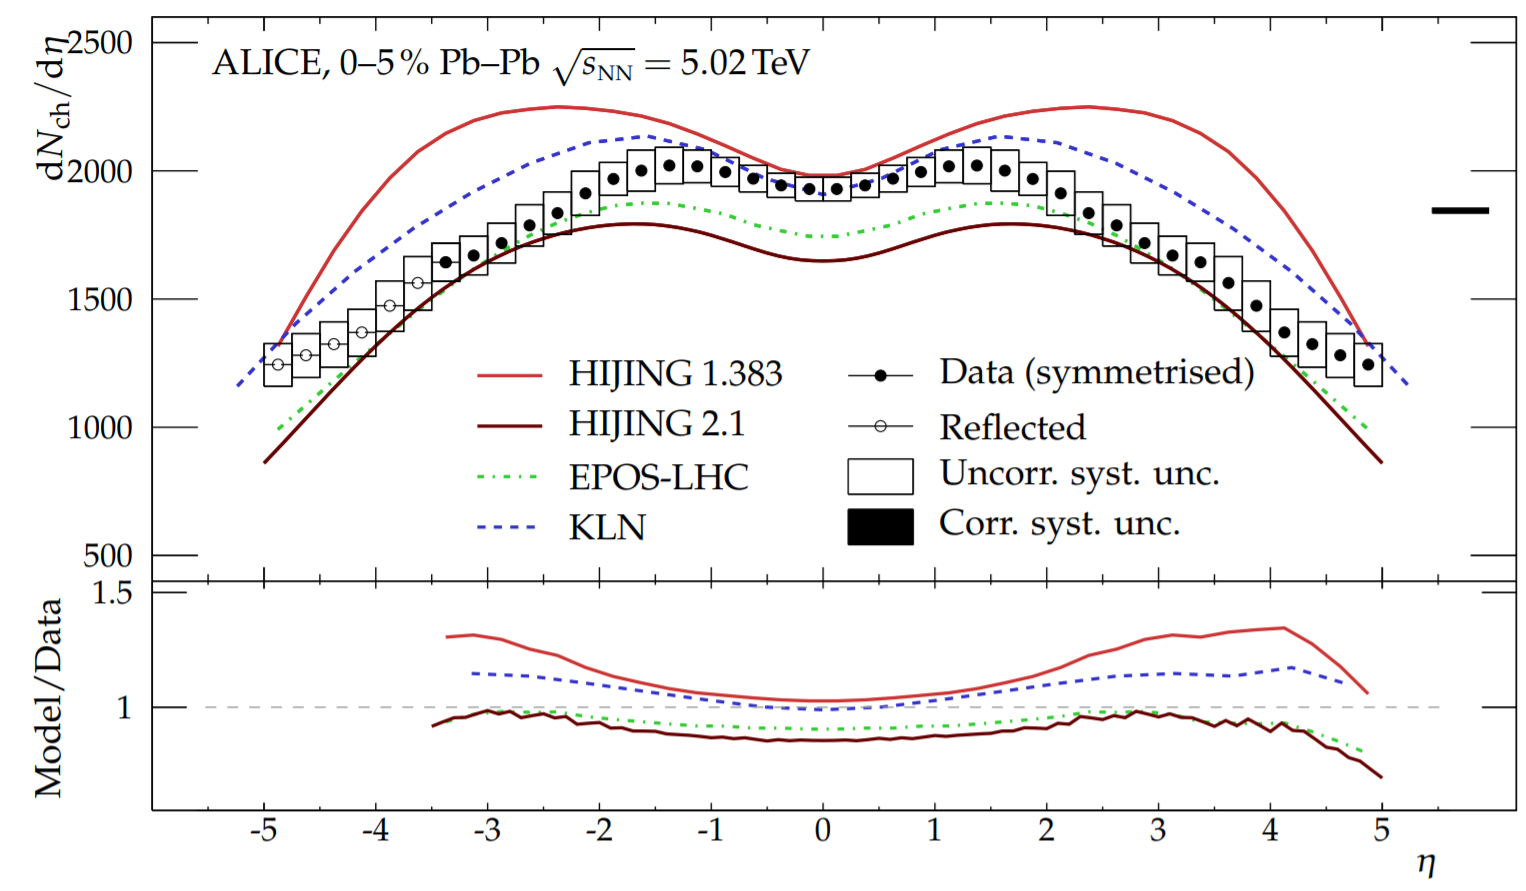 dNch/dη
2500
2000
1500
1000
500
ALICE, 0–5% Pb–Pb √sNN = 5.02 TeV
HIJING 1.383
HIJING 2.1
EPOS-LHC
KLN
Data (symmetrised)
Reflected
Uncorr. syst. unc.
Corr. syst. unc.
Model/Data
1.5
1
-5 -4 -3 -2 -1 0 1 2 3 4 5
η